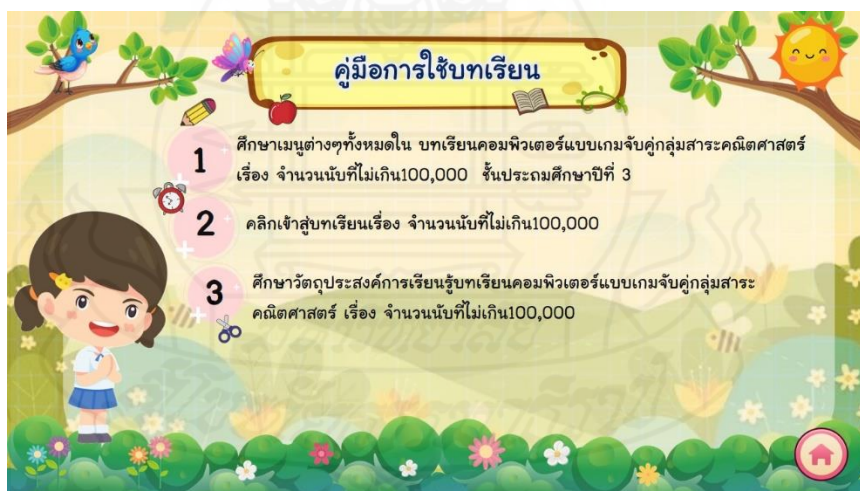 คู่มือการใช้บทเรียน
1 ศึกษาเมนูต่างๆทั้งหมดใน บทเรียนคอมพิวเตอร์แบบเกมจับคู่กลุ่มสาระคณิตศาสตร์
เรื่อง จำนวนนับที่ไม่เกิน100,000 ชั้นประถมศึกษาปีที่ 3
2 คลิกเข้าสู่บทเรียนเรื่อง จำนวนนับที่ไม่เกิน100,000
3 ศึกษาวัตถุประสงค์การเรียนรู้บทเรียนคอมพิวเตอร์แบบเกมจับคู่กลุ่มสาระ
คณิตศาสตร์ เรื่อง จำนวนนับที่ไม่เกิน100,000